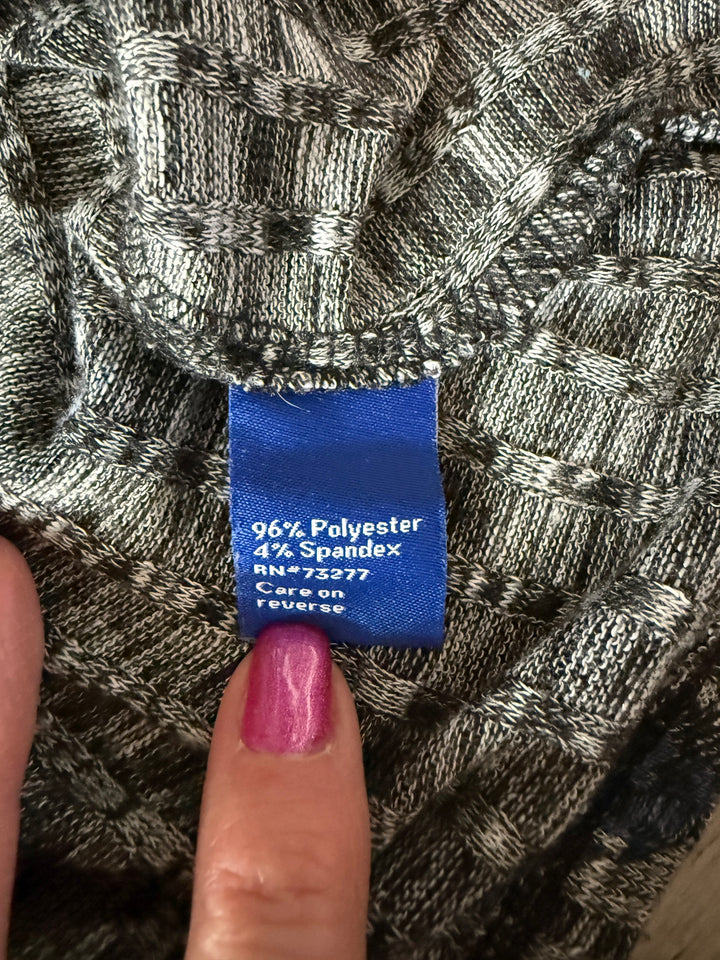 96% Polyester
4% Spandex
RN#73277
Care on
reverse